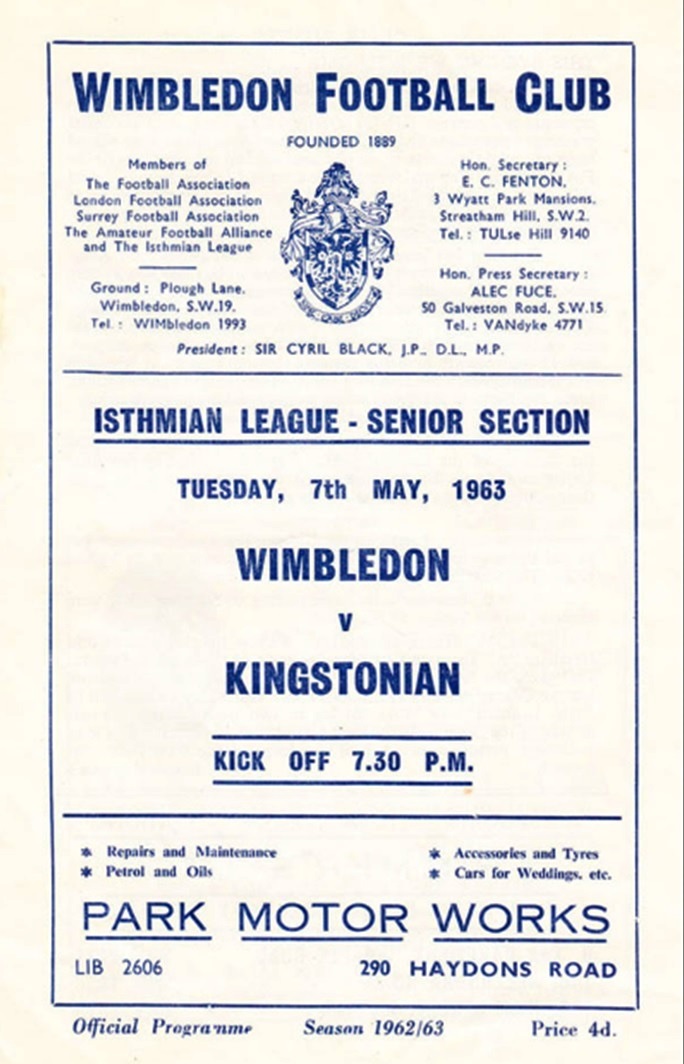 WIMBLEDON FOOTBALL CLUB
FOUNDED 1889
Members of
The Football Association
London Football Association
Surrey Football Association
The Amateur Football Alliance
and The Isthmian League
Ground : Plough Lane.
Wimbledon, S.W.19.
Tel. : WIMbledon 1993
Hon. Secretary :
E. C. FENTON,
3 Wyatt Park Mansions,
Streatham Hill, S.W.2.
Tel. : TULse Hill 9140
Hon. Press Secretary :
ALEC FUCE,
50 Galveston Road, S.W.15
Tel. : VANdyke 4771
President : SIR CYRIL BLACK, J.P., D.L., M.P.
ISTHMIAN LEAGUE - SENIOR SECTION
TUESDAY, 7th MAY, 1963
WIMBLEDON
v
KINGSTONIAN
KICK OFF 7.30 P.M.
* Repairs and Maintenance
* Petrol and Oils
* Accessories and Tyres
* Cars for Weddings, etc.
PARK MOTOR WORKS
LIB 2606 290 HAYDONS ROAD
Official Programme Season 1962/63 Price 4d.